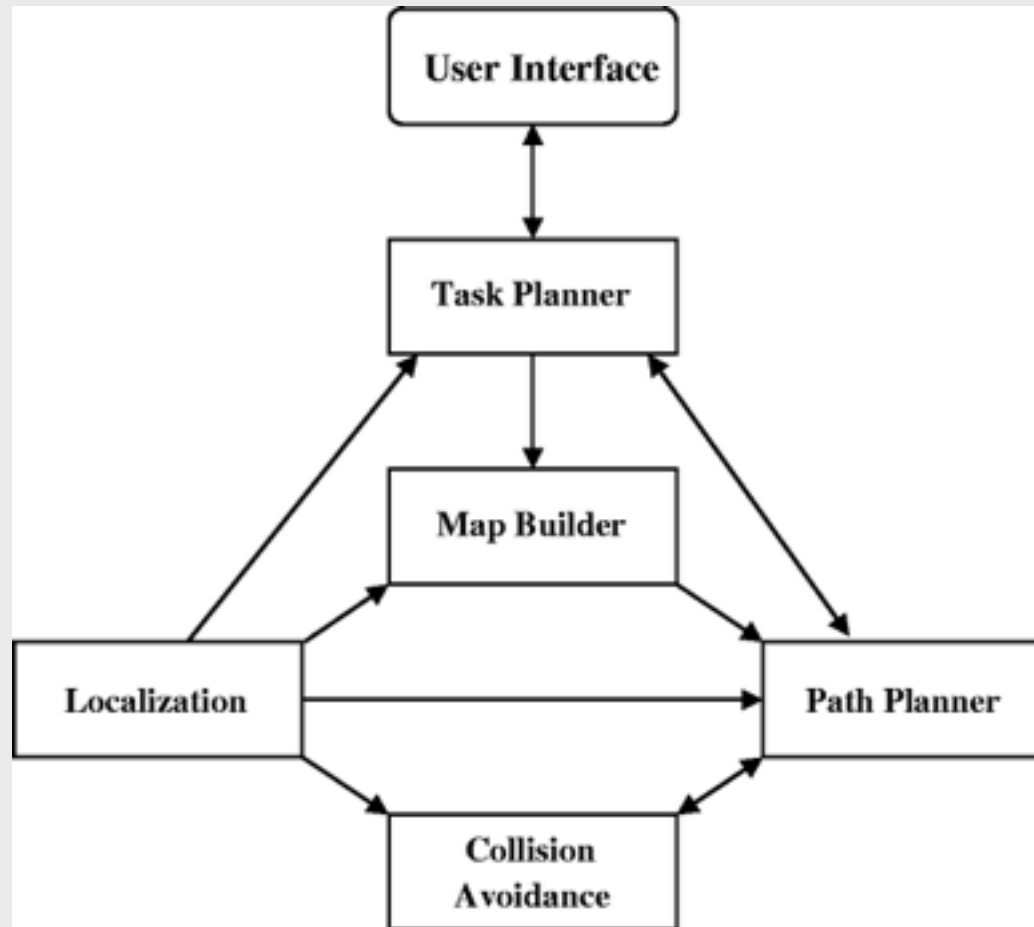 User Interface
Task Planner
Map Builder
Localization
Path Planner
Collision
Avoidance